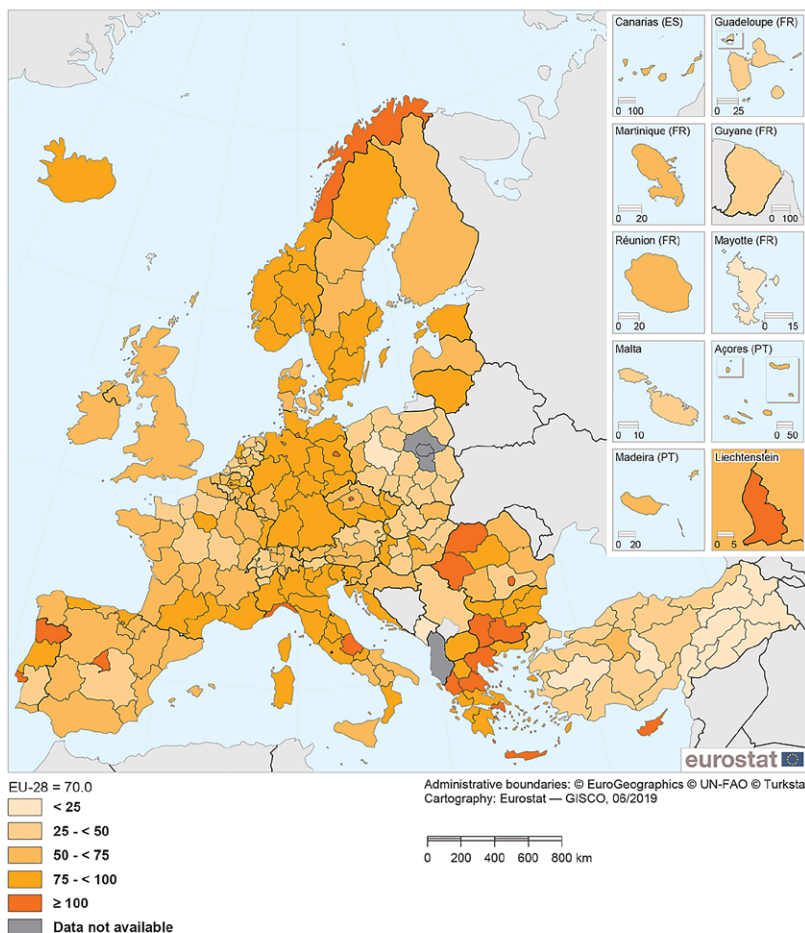 Canarias (ES)
0 100
Guadeloupe (FR)
0 25
Martinique (FR)
0 20
Guyane (FR)
0 100
Réunion (FR)
0 20
Mayotte (FR)
0 15
Malta
0 10
Açores (PT)
0 50
Madeira (PT)
0 20
Liechtenstein
0 5
eurostat
EU-28 = 70.0
< 25
25 - < 50
50 - < 75
75 - < 100
≥ 100
Data not available
Administrative boundaries: © EuroGeographics © UN-FAO © Turksta
Cartography: Eurostat — GISCO, 06/2019
0 200 400 600 800 km